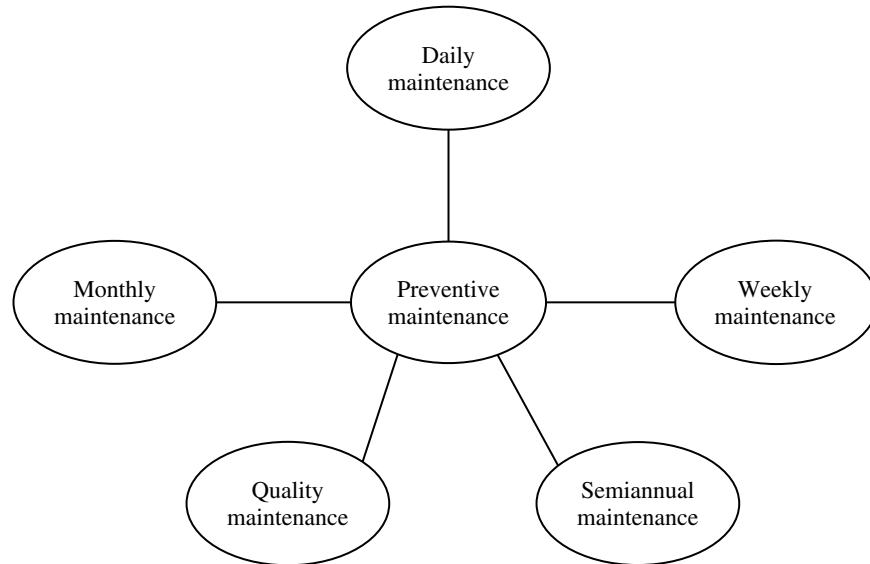 Daily
maintenance
Monthly
maintenance
Preventive
maintenance
Weekly
maintenance
Quality
maintenance
Semiannual
maintenance